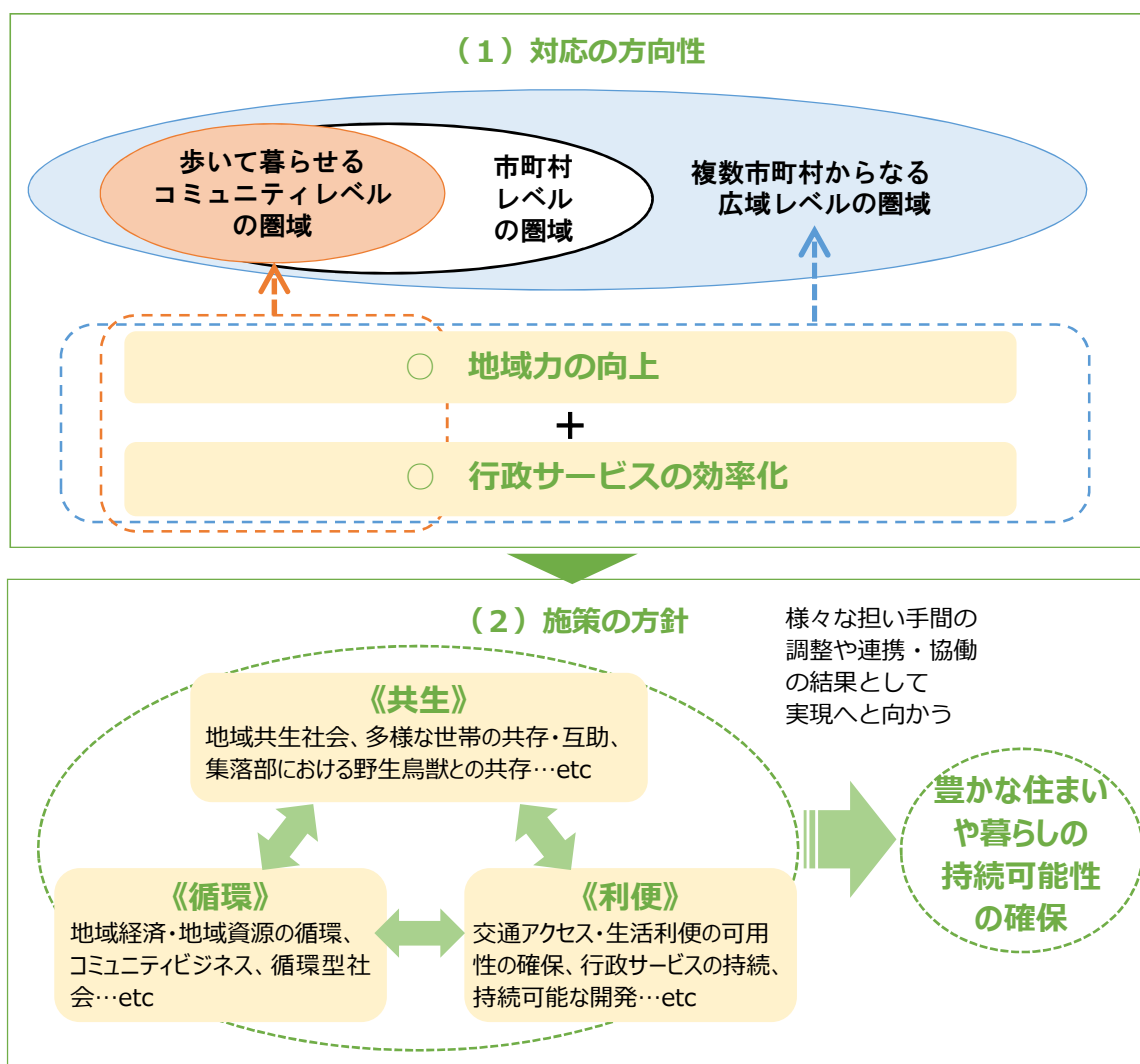 （１）対応の方向性
歩いて暮らせる
コミュニティレベル
の圏域
市町村
レベル
の圏域
複数市町村からなる
広域レベルの圏域
○　地域力の向上
＋
○　行政サービスの効率化
（２）施策の方針
様々な担い手間の
調整や連携・協働
の結果として
実現へと向かう
《共生》
地域共生社会、多様な世帯の共存・互助、
集落部における野生鳥獣との共存…etc
《循環》
地域経済・地域資源の循環、
コミュニティビジネス、循環型社
会…etc
《利便》
交通アクセス・生活利便の可用
性の確保、行政サービスの持続、
持続可能な開発…etc
豊かな住まい
や暮らしの
持続可能性
の確保